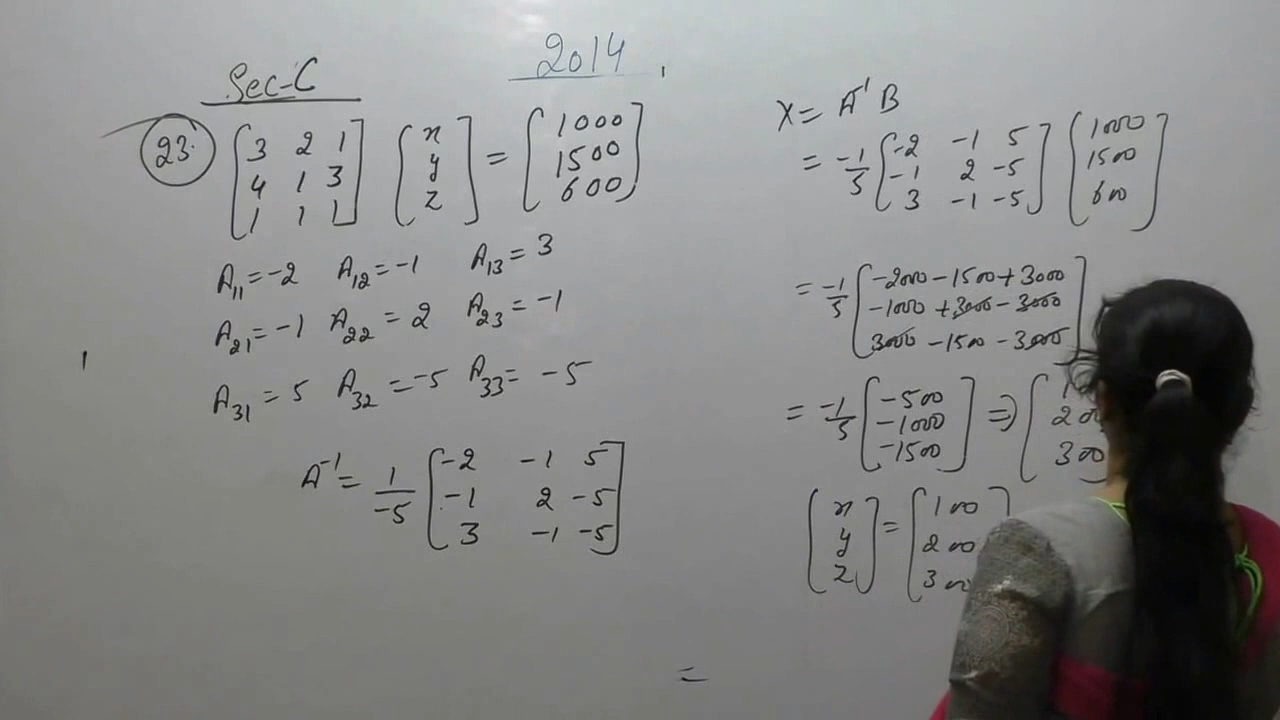 Sec-C
2014
23.
[3 2 1] [x] = [1000]
[4 1 3] [y] [1500]
[1 1 1] [z] [600]
A₁₁ = -2 A₁₂ = -1 A₁₃ = 3
A₂₁ = -1 A₂₂ = 2 A₂₃ = -1
A₃₁ = 5 A₃₂ = -5 A₃₃ = -5
A⁻¹ = 1/-5 [-2 -1 5]
[-1 2 -5]
[3 -1 -5]
X = A⁻¹ B
= -1/5 [-2 -1 5] [1000]
[-1 2 -5] [1500]
[3 -1 -5] [600]
= -1/5 [-2000 - 1500 + 3000]
[-1000 + 3000 - 3000]
[3000 - 1500 - 3000]
= -1/5 [-500] ⇒ [
[-1000]
[-1500] 300
[x] = [100]
[y] [200]
[z] [300
=